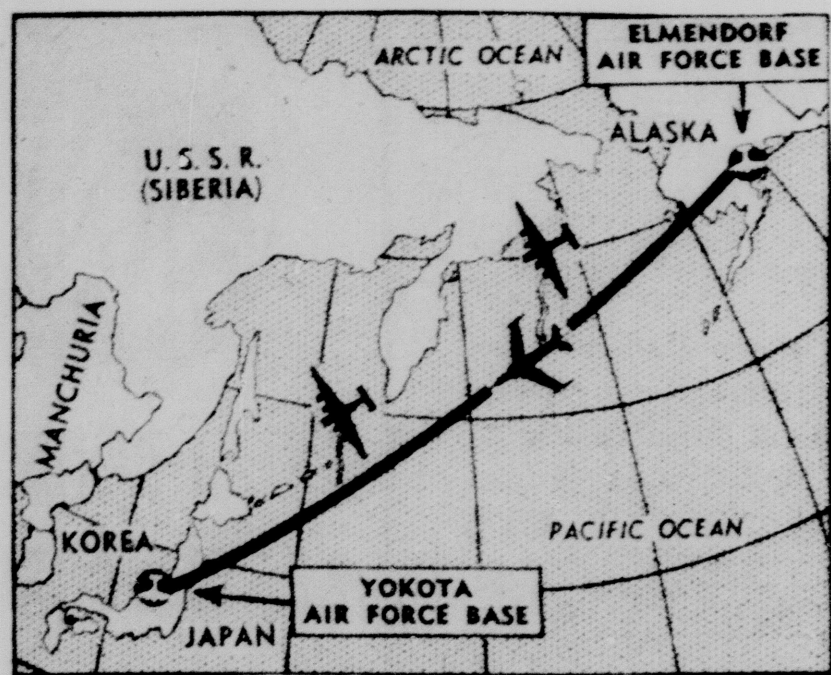 ELMENDORF
AIR FORCE BASE
ARCTIC OCEAN
ALASKA
U. S. S. R.
(SIBERIA)
MANCHURIA
PACIFIC OCEAN
KOREA
YOKOTA
AIR FORCE BASE
JAPAN